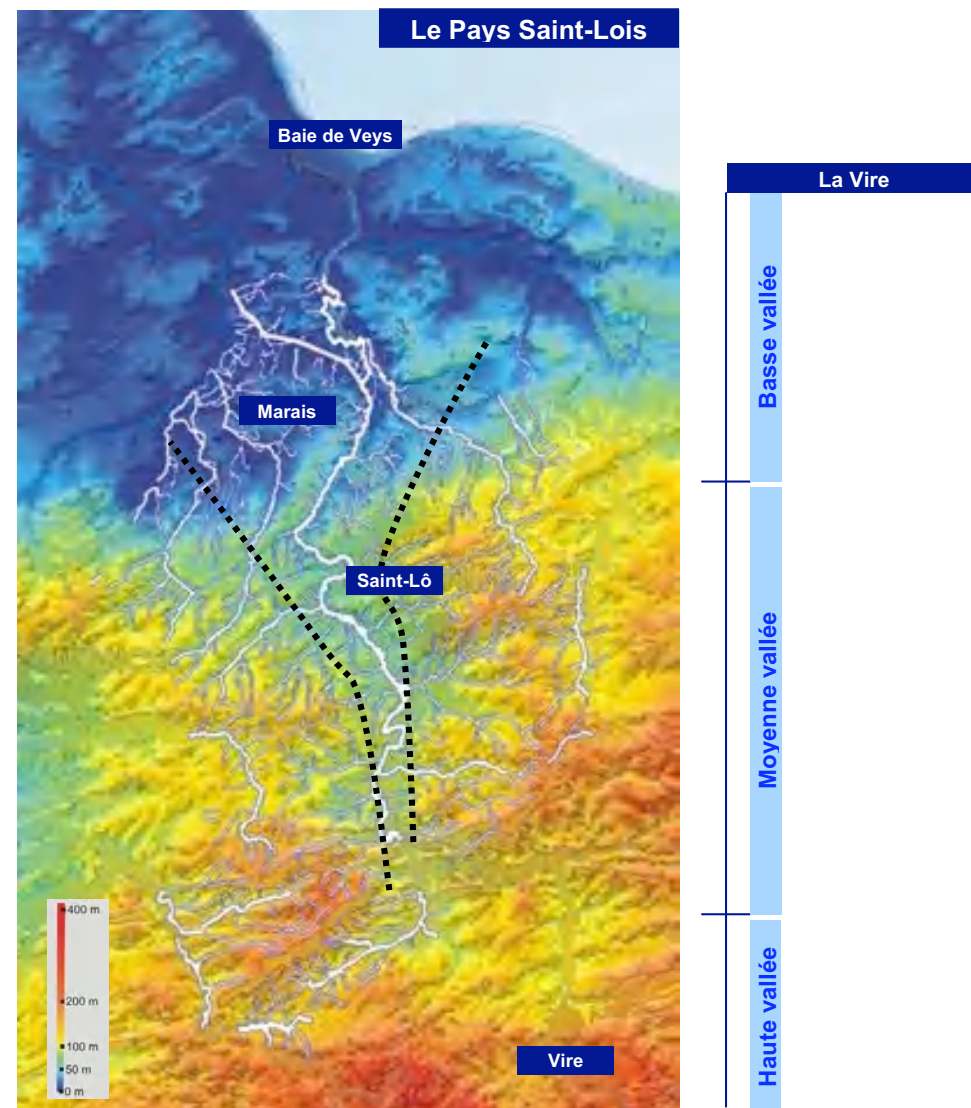 Le Pays Saint-Lois
Baie de Veys
La Vire
Basse vallée
Marais
Saint-Lô
Moyenne vallée
400 m
200 m
100 m
50 m
0 m
Haute vallée
Vire